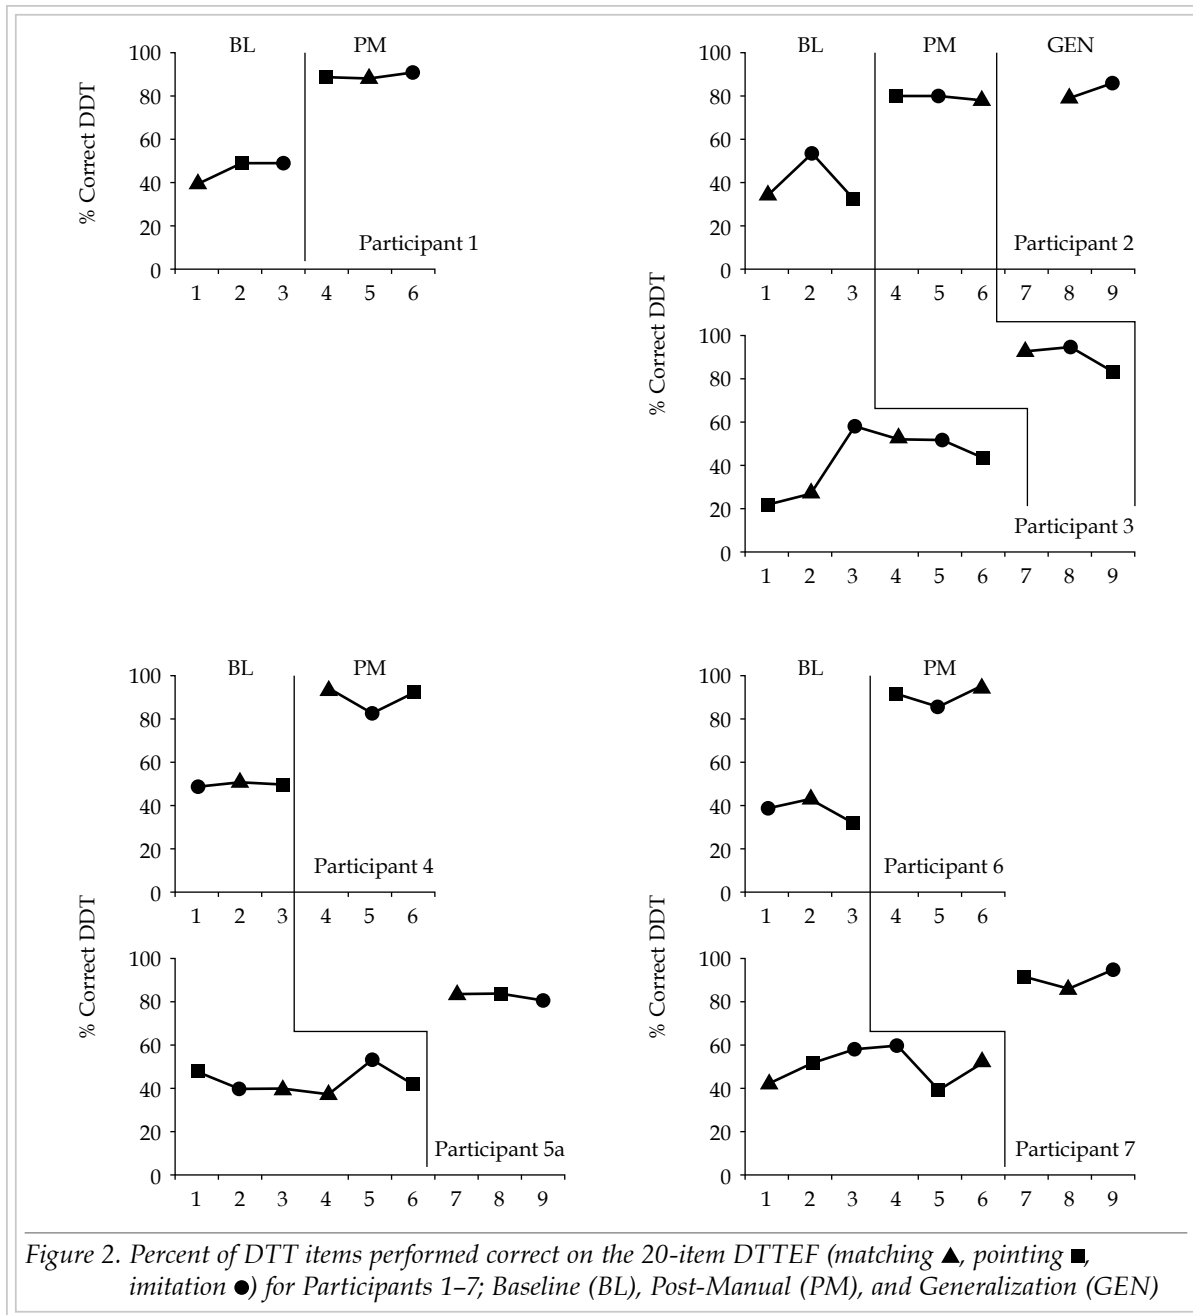 BL PM
100
80
60
40
20
0
% Correct DDT
Participant 1
1 2 3 4 5 6
BL PM GEN
100
80
60
40
20
0
Participant 2
1 2 3 4 5 6 7 8 9
% Correct DDT
100
80
60
40
20
0
Participant 3
1 2 3 4 5 6 7 8 9
BL PM
100
80
60
40
20
0
Participant 4
1 2 3 4 5 6
% Correct DDT
100
80
60
40
20
0
Participant 5a
1 2 3 4 5 6 7 8 9
BL PM
100
80
60
40
20
0
Participant 6
1 2 3 4 5 6
% Correct DDT
100
80
60
40
20
0
Participant 7
1 2 3 4 5 6 7 8 9
Figure 2. Percent of DTT items performed correct on the 20-item DTTEF (matching ▲, pointing ■,
imitation ●) for Participants 1–7; Baseline (BL), Post-Manual (PM), and Generalization (GEN)